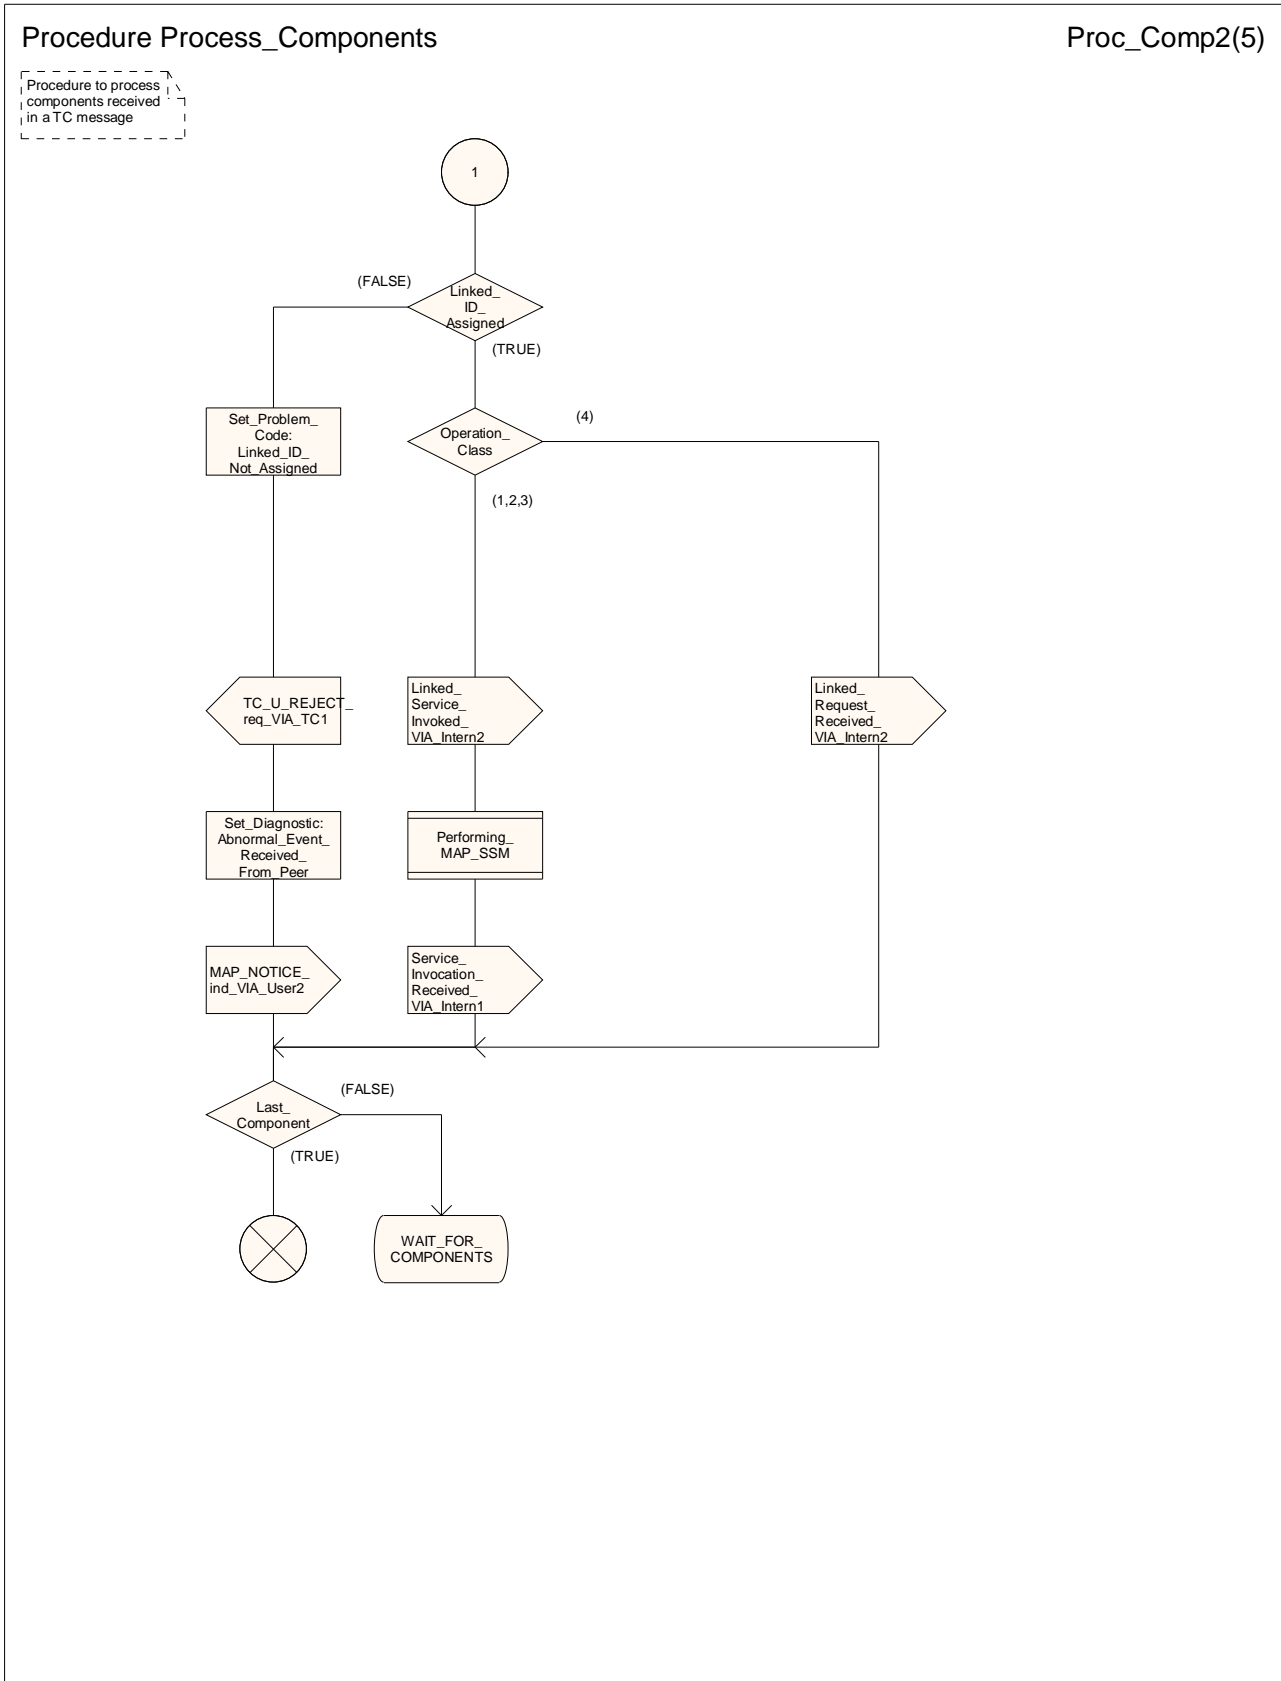 Procedure Process_Components
Proc_Comp2(5)
Procedure to process
components received
in a TC message
1
(FALSE)
Linked_
ID_
Assigned
(TRUE)
Set_Problem_
Code:
Linked_ID_
Not_Assigned
Operation_
Class
(4)
(1,2,3)
TC_U_REJECT_
req_VIA_TC1
Linked_
Service_
Invoked_
VIA_Intern2
Linked_
Request_
Received_
VIA_Intern2
Set_Diagnostic:
Abnormal_Event_
Received_
From_Peer
Performing_
MAP_SSM
MAP_NOTICE_
ind_VIA_User2
Service_
Invocation_
Received_
VIA_Intern1
(FALSE)
Last_
Component
(TRUE)
WAIT_FOR_
COMPONENTS